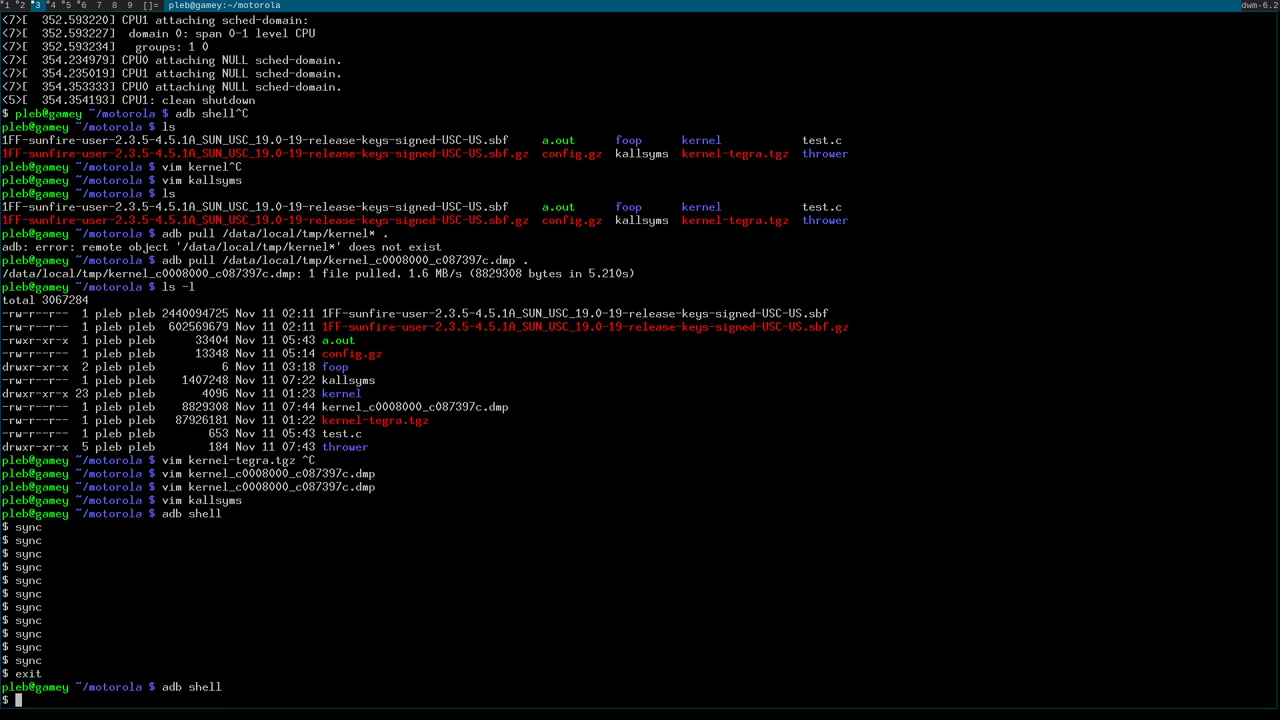 1 2 3 4 5 6 7 8 9 []= pleb@gamey:~/motorola dwm-6.2
<7>[  352.593220] CPU1 attaching sched-domain:
<7>[  352.593227]  domain 0: span 0-1 level CPU
<7>[  352.593234]   groups: 1 0
<7>[  354.234979] CPU0 attaching NULL sched-domain.
<7>[  354.235019] CPU1 attaching NULL sched-domain.
<7>[  354.353333] CPU0 attaching NULL sched-domain.
<5>[  354.354193] CPU1: clean shutdown
$ pleb@gamey ~/motorola $ adb shell^C
pleb@gamey ~/motorola $ ls
1FF-sunfire-user-2.3.5-4.5.1A_SUN_USC_19.0-19-release-keys-signed-USC-US.sbf     a.out      foop      kernel            test.c
1FF-sunfire-user-2.3.5-4.5.1A_SUN_USC_19.0-19-release-keys-signed-USC-US.sbf.gz  config.gz  kallsyms  kernel-tegra.tgz  thrower
pleb@gamey ~/motorola $ vim kernel^C
pleb@gamey ~/motorola $ vim kallsyms
pleb@gamey ~/motorola $ ls
1FF-sunfire-user-2.3.5-4.5.1A_SUN_USC_19.0-19-release-keys-signed-USC-US.sbf     a.out      foop      kernel            test.c
1FF-sunfire-user-2.3.5-4.5.1A_SUN_USC_19.0-19-release-keys-signed-USC-US.sbf.gz  config.gz  kallsyms  kernel-tegra.tgz  thrower
pleb@gamey ~/motorola $ adb pull /data/local/tmp/kernel* .
adb: error: remote object '/data/local/tmp/kernel*' does not exist
pleb@gamey ~/motorola $ adb pull /data/local/tmp/kernel_c0008000_c087397c.dmp .
/data/local/tmp/kernel_c0008000_c087397c.dmp: 1 file pulled. 1.6 MB/s (8829308 bytes in 5.210s)
pleb@gamey ~/motorola $ ls -l
total 3067284
-rw-r--r--  1 pleb pleb 2440094725 Nov 11 02:11 1FF-sunfire-user-2.3.5-4.5.1A_SUN_USC_19.0-19-release-keys-signed-USC-US.sbf
-rw-r--r--  1 pleb pleb  602569679 Nov 11 02:11 1FF-sunfire-user-2.3.5-4.5.1A_SUN_USC_19.0-19-release-keys-signed-USC-US.sbf.gz
-rwxr-xr-x  1 pleb pleb      33404 Nov 11 05:43 a.out
-rw-r--r--  1 pleb pleb      13348 Nov 11 05:14 config.gz
drwxr-xr-x  2 pleb pleb          6 Nov 11 03:18 foop
-rw-r--r--  1 pleb pleb    1407248 Nov 11 07:22 kallsyms
drwxr-xr-x 23 pleb pleb       4096 Nov 11 01:23 kernel
-rw-r--r--  1 pleb pleb    8829308 Nov 11 07:44 kernel_c0008000_c087397c.dmp
-rw-r--r--  1 pleb pleb   87926181 Nov 11 01:22 kernel-tegra.tgz
-rw-r--r--  1 pleb pleb        653 Nov 11 05:43 test.c
drwxr-xr-x  5 pleb pleb        184 Nov 11 07:43 thrower
pleb@gamey ~/motorola $ vim kernel-tegra.tgz ^C
pleb@gamey ~/motorola $ vim kernel_c0008000_c087397c.dmp
pleb@gamey ~/motorola $ vim kernel_c0008000_c087397c.dmp
pleb@gamey ~/motorola $ vim kallsyms
pleb@gamey ~/motorola $ adb shell
$ sync
$ sync
$ sync
$ sync
$ sync
$ sync
$ sync
$ sync
$ sync
$ sync
$ sync
$ exit
pleb@gamey ~/motorola $ adb shell
$